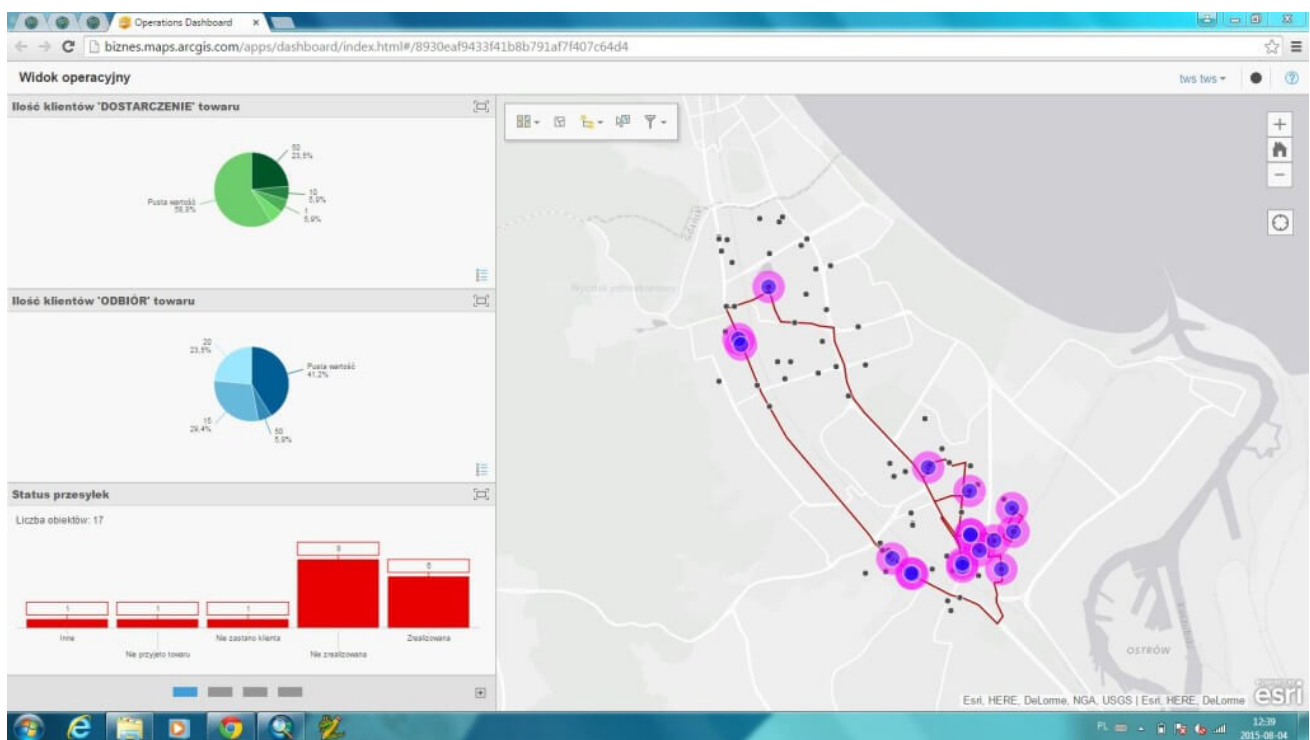 Operations Dashboard
biznes.maps.arcgis.com/apps/dashboard/index.html#/8930eaf9433f41b8b791af7f407c64d4
Widok operacyjny
tws tws
Ilość klientów 'DOSTARCZENIE' towaru
50
23,5%
10
5,9%
1
5,9%
Pusta wartość
Ilość klientów 'ODBIÓR' towaru
20
23,5%
Pusta wartość
41,2%
15
29,4%
50
5,9%
Status przesyłek
Liczba obiektów: 17
1
1
1
Inne
Nie przyjęto towaru
Nie zastano klienta
Nie zrealizowana
Zrealizowana
Gdańsk
OSTRÓW
Esri, HERE, DeLorme, NGA, USGS | Esri, HERE, DeLorme
esri
PL
12:39
2015-08-04